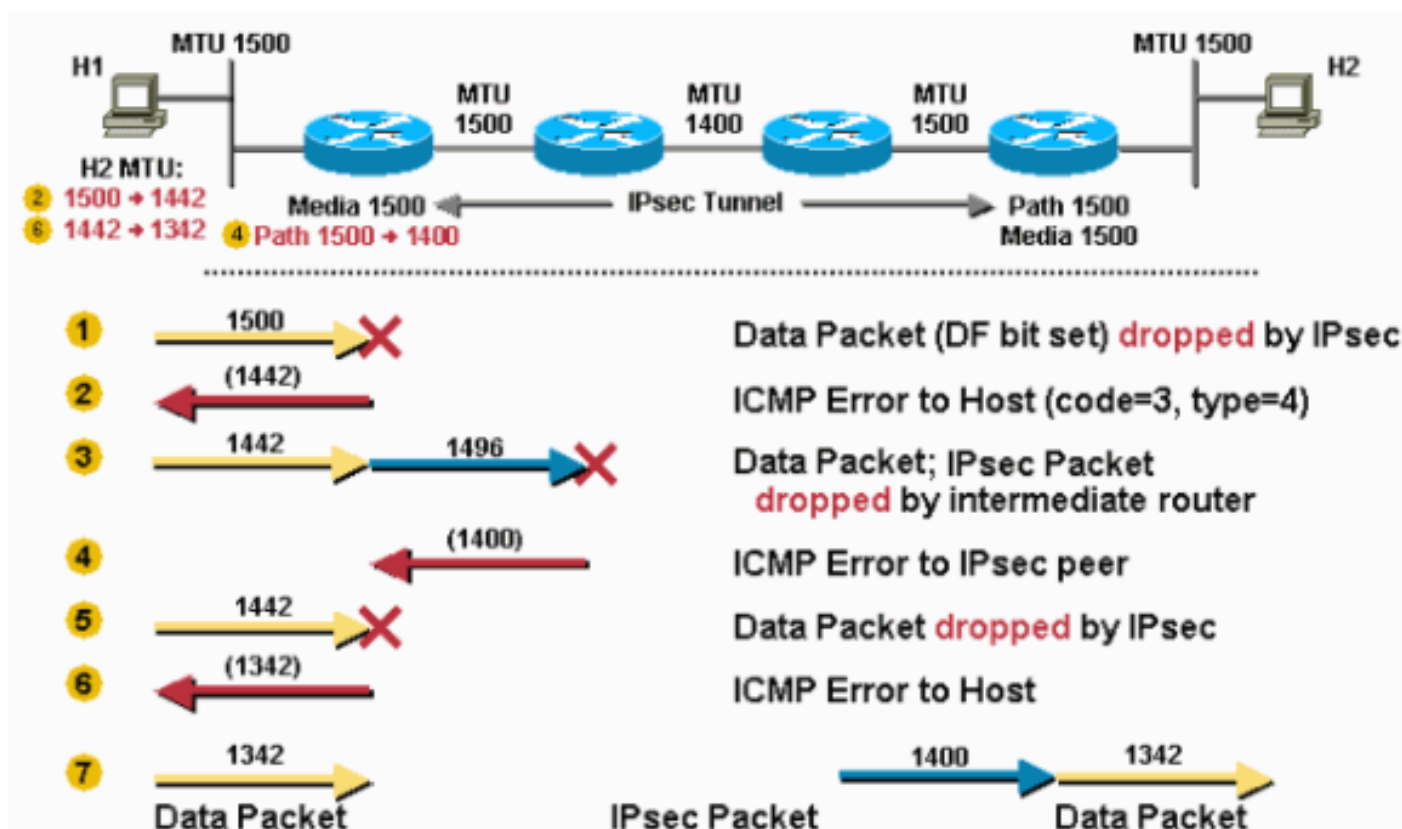 MTU 1500
MTU 1500
H1
H2
MTU
1500
MTU
1400
MTU
1500
H2 MTU:
2 1500 → 1442
6 1442 → 1342
Media 1500
IPsec Tunnel
Path 1500
4 Path 1500 → 1400
Media 1500
1
1500
Data Packet (DF bit set) dropped by IPsec
2
(1442)
ICMP Error to Host (code=3, type=4)
3
1442
1496
Data Packet; IPsec Packet
dropped by intermediate router
4
(1400)
ICMP Error to IPsec peer
5
1442
Data Packet dropped by IPsec
6
(1342)
ICMP Error to Host
7
1342
1400
1342
Data Packet
IPsec Packet
Data Packet